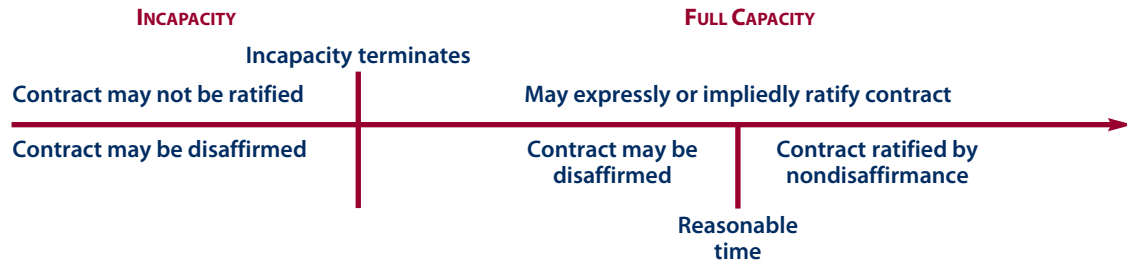 INCAPACITY
FULL CAPACITY
Incapacity terminates
Contract may not be ratified
May expressly or impliedly ratify contract
Contract may be disaffirmed
Contract may be
disaffirmed
Contract ratified by
nondisaffirmance
Reasonable
time